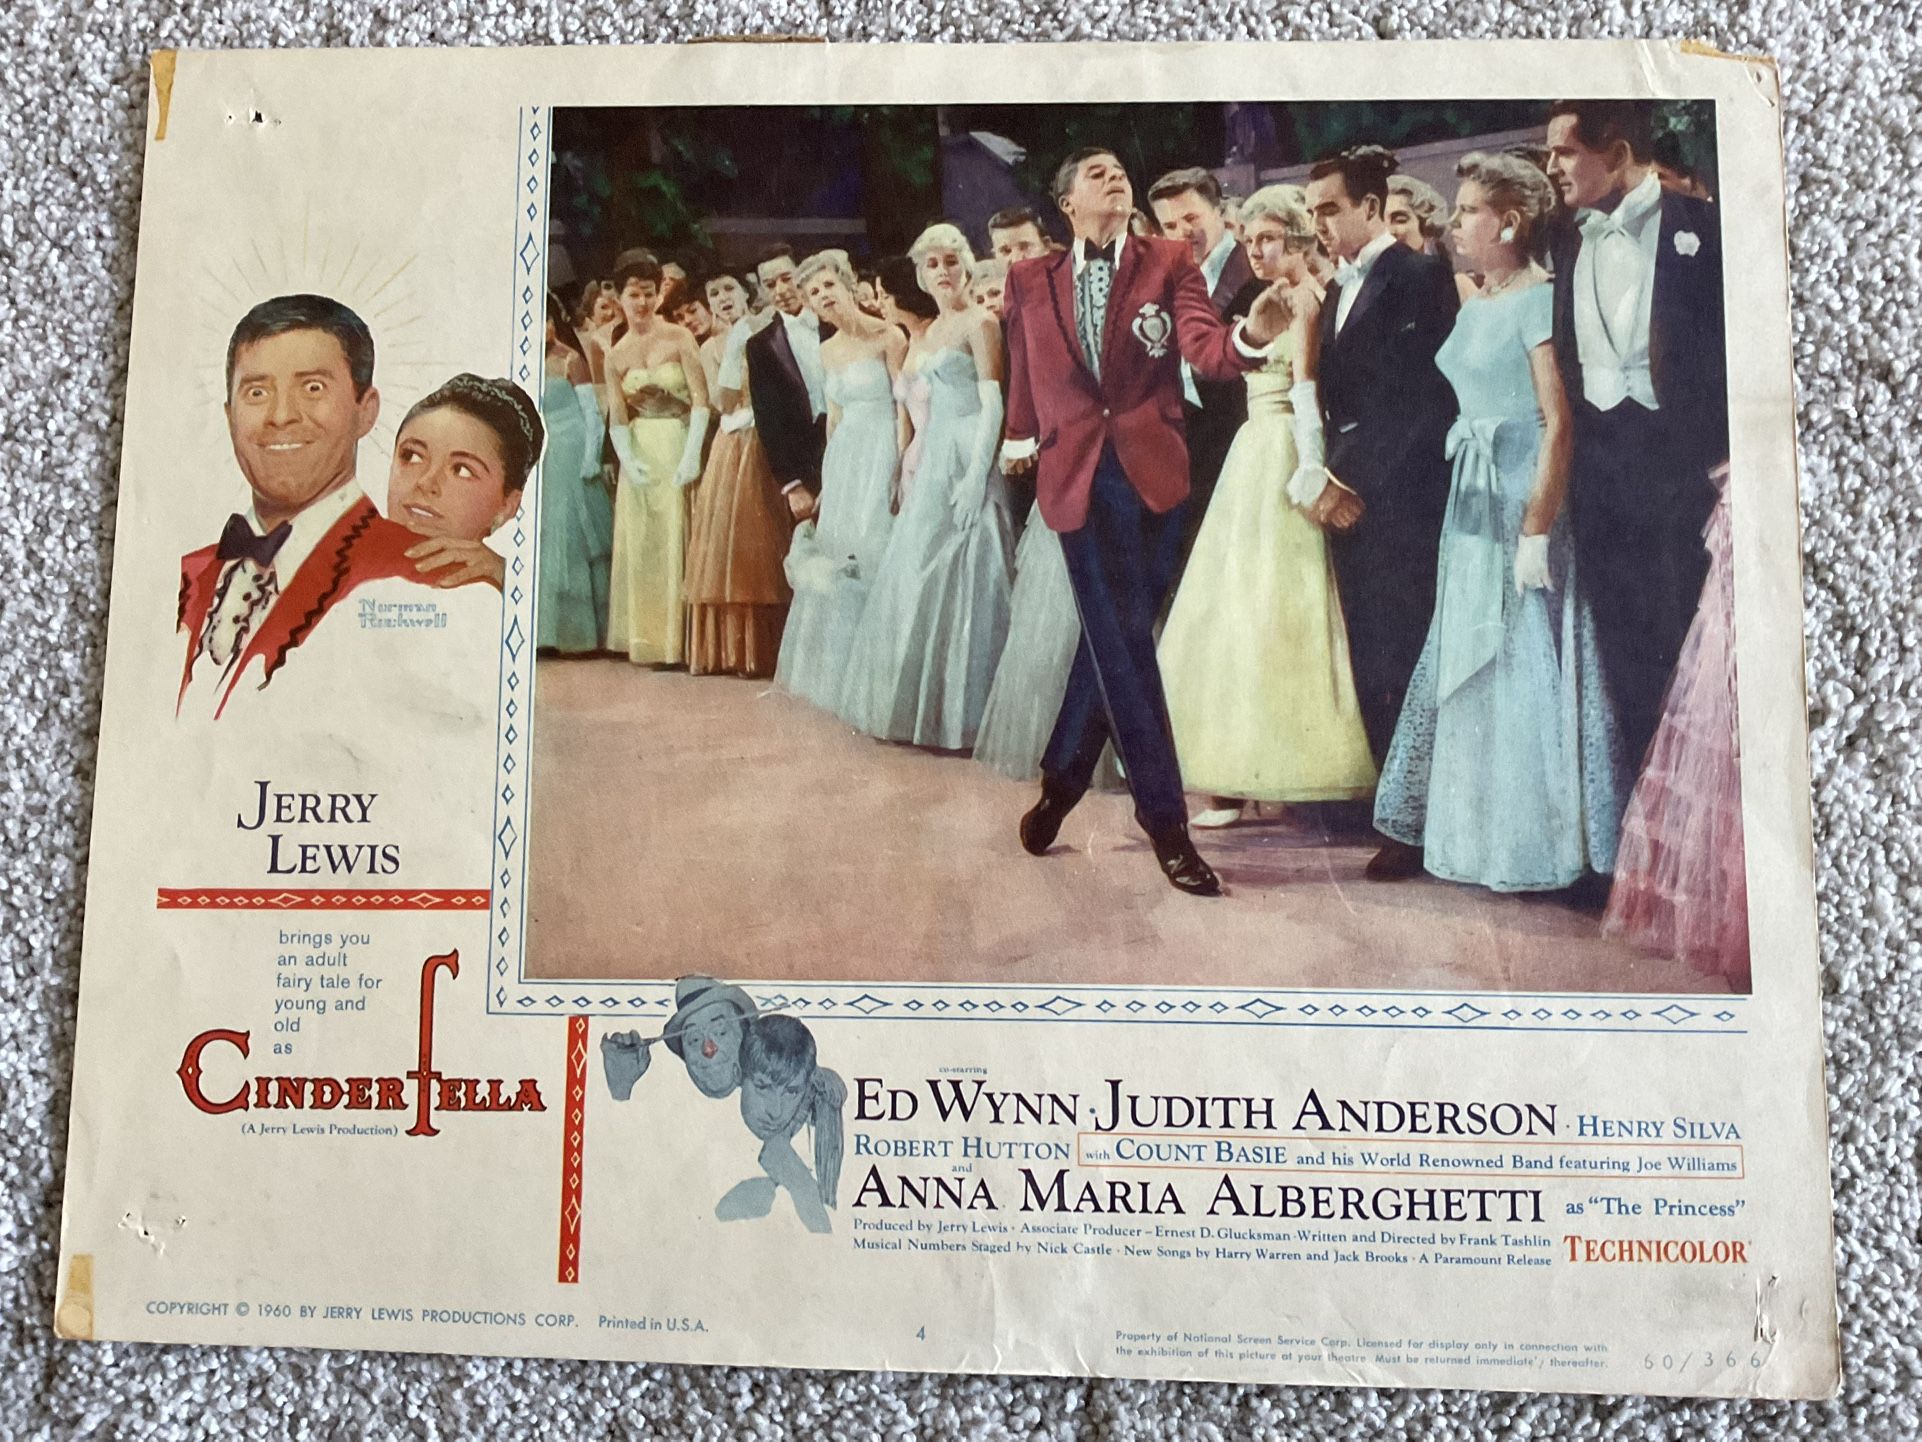 Norman
Rockwell
JERRY
LEWIS
brings you
an adult
fairy tale for
young and
old
as
CINDERFELLA
(A Jerry Lewis Production)
co-starring
ED WYNN · JUDITH ANDERSON · HENRY SILVA
ROBERT HUTTON with COUNT BASIE and his World Renowned Band featuring Joe Williams
and
ANNA MARIA ALBERGHETTI as "The Princess"
Produced by Jerry Lewis · Associate Producer – Ernest D. Glucksman · Written and Directed by Frank Tashlin
Musical Numbers Staged by Nick Castle · New Songs by Harry Warren and Jack Brooks · A Paramount Release
TECHNICOLOR
COPYRIGHT © 1960 BY JERRY LEWIS PRODUCTIONS CORP. Printed in U.S.A.
4
Property of National Screen Service Corp. Licensed for display only in connection with
the exhibition of this picture at your theatre. Must be returned immediately thereafter.
60/366